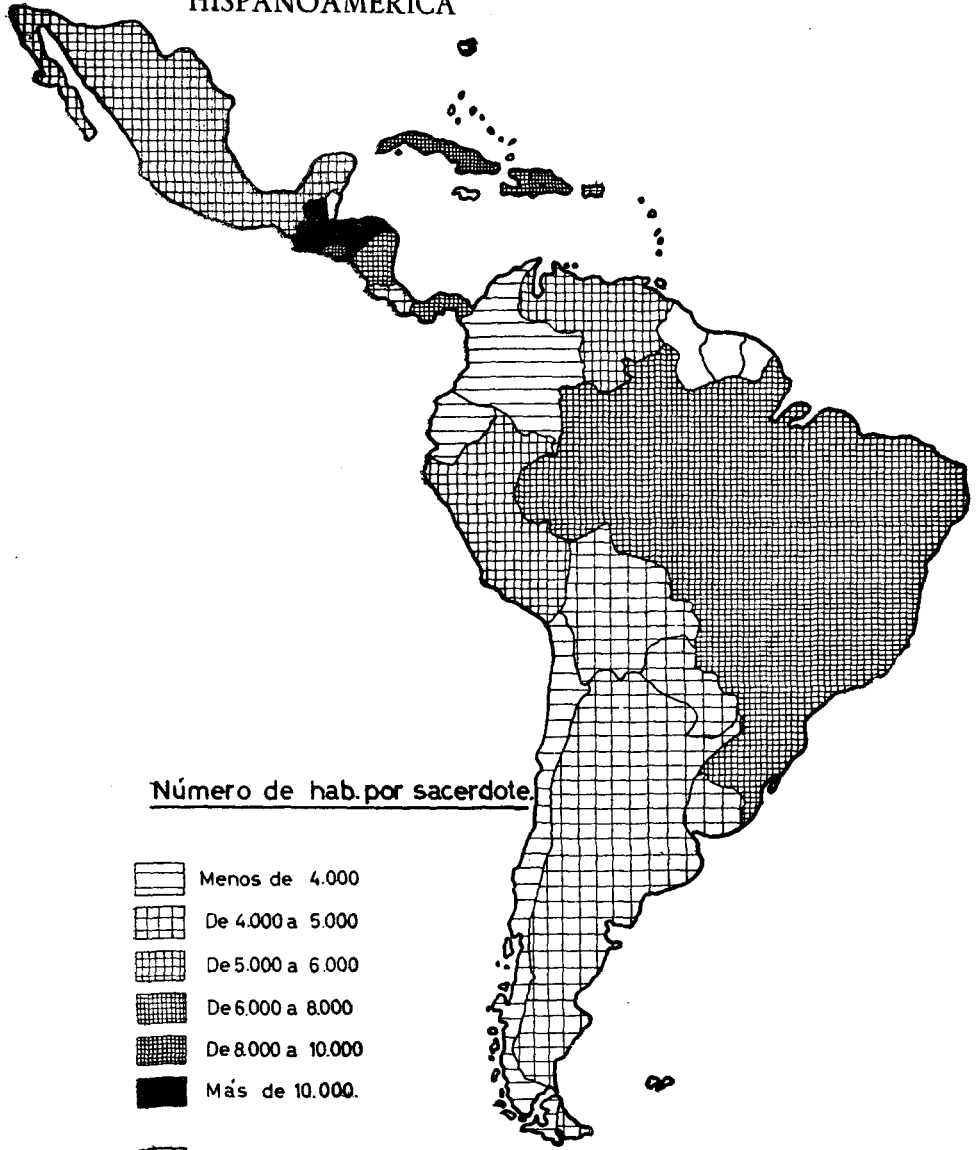 HISPANOAMERICA
Número de hab. por sacerdote.
Menos de 4.000
De 4.000 a 5.000
De 5.000 a 6.000
De 6.000 a 8.000
De 8.000 a 10.000
Más de 10.000.